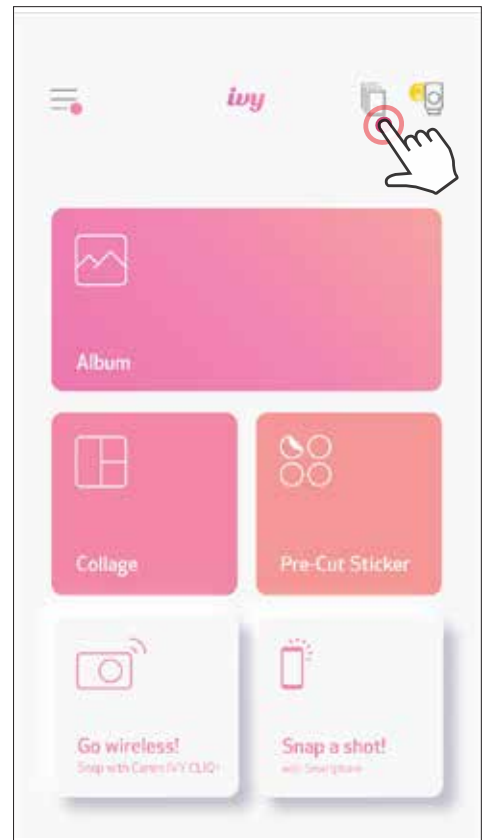 ivy
Album
Collage
Pre-Cut Sticker
Go wireless!
Snap with Canon IVY CLIQ+
Snap a shot!
with Smartphone